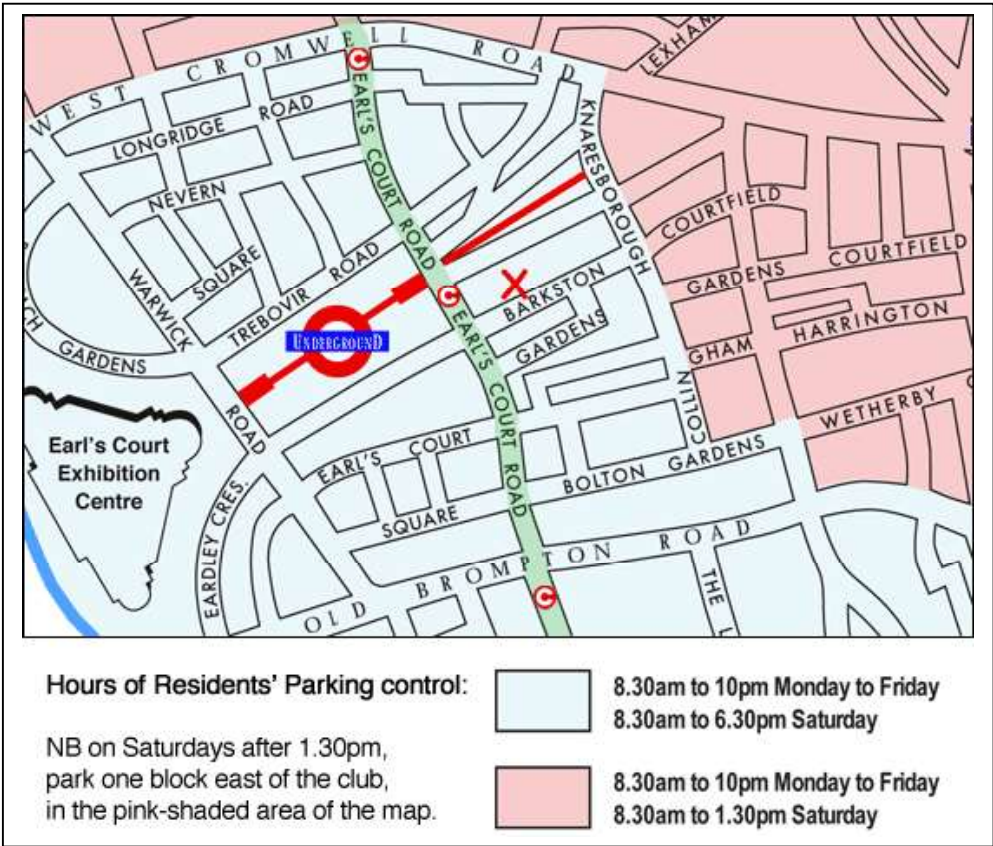 WEST CROMWELL ROAD
LEXHAM
EARL'S COURT ROAD
KNARESBOROUGH
LONGRIDGE ROAD
NEVERN
SQUARE
WARWICK
ROAD
TREBOVIR ROAD
UNDERGROUND
COURTFIELD
GARDENS
COURTFIELD
BARKSTON
GARDENS
HARRINGTON
EARL'S COURT ROAD
GARDENS
COLLIN
GHAM
WETHERBY
Earl's Court
Exhibition
Centre
EARL'S COURT
SQUARE
BOLTON GARDENS
EARDLEY CRES.
OLD BROMPTON ROAD
THE
C
C
C
X
Hours of Residents' Parking control:
NB on Saturdays after 1.30pm,
park one block east of the club,
in the pink-shaded area of the map.
8.30am to 10pm Monday to Friday
8.30am to 6.30pm Saturday
8.30am to 10pm Monday to Friday
8.30am to 1.30pm Saturday